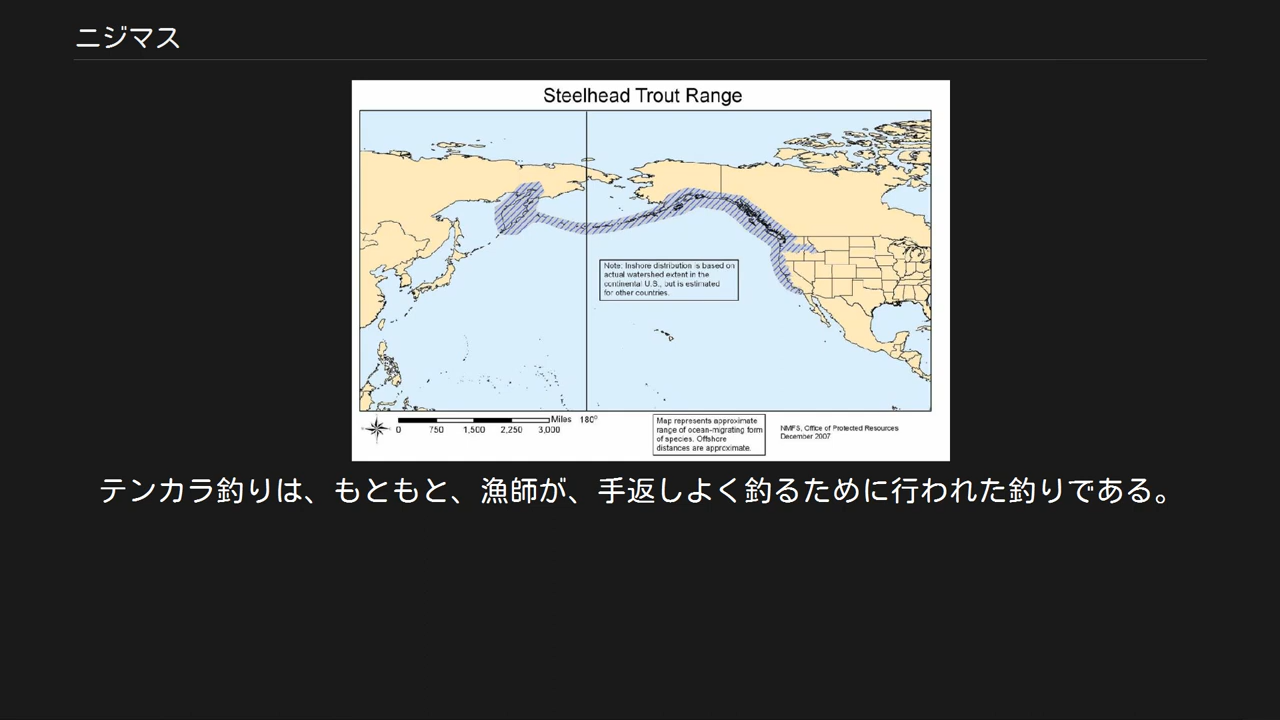 ニジマス
Steelhead Trout Range
Note: Inshore distribution is based on
actual watershed extent in the
continental U.S., but is estimated
for other countries.
Miles 180°
0 750 1,500 2,250 3,000
Map represents approximate
range of ocean-migrating form
of species. Offshore
distances are approximate.
NMFS, Office of Protected Resources
December 2007
テンカラ釣りは、もともと、漁師が、手返しよく釣るために行われた釣りである。